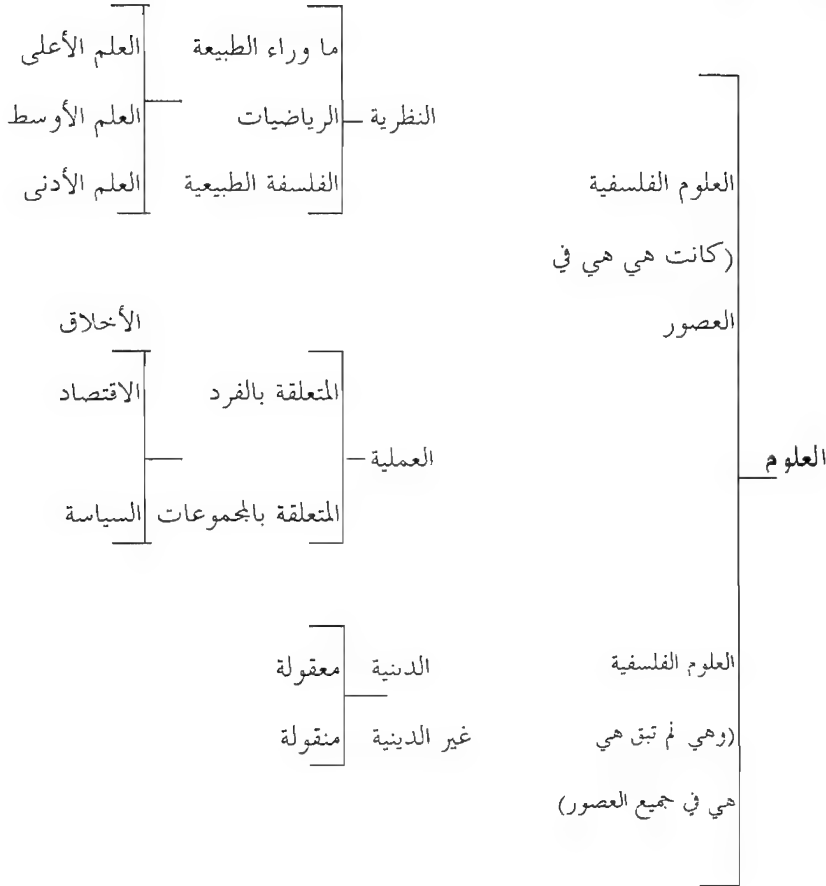 ما وراء الطبيعة العلم الأعلى
النظرية الرياضيات العلم الأوسط
العلوم الفلسفية الفلسفة الطبيعية العلم الأدنى
(كانت هي هي في
العصور الأخلاق
المتعلقة بالفرد الاقتصاد
العلوم العملية
المتعلقة بالمجموعات السياسة
العلوم الفلسفية الدينية معقولة
(وهي لم تبق هي غير الدينية منقولة
هي في جميع العصور)